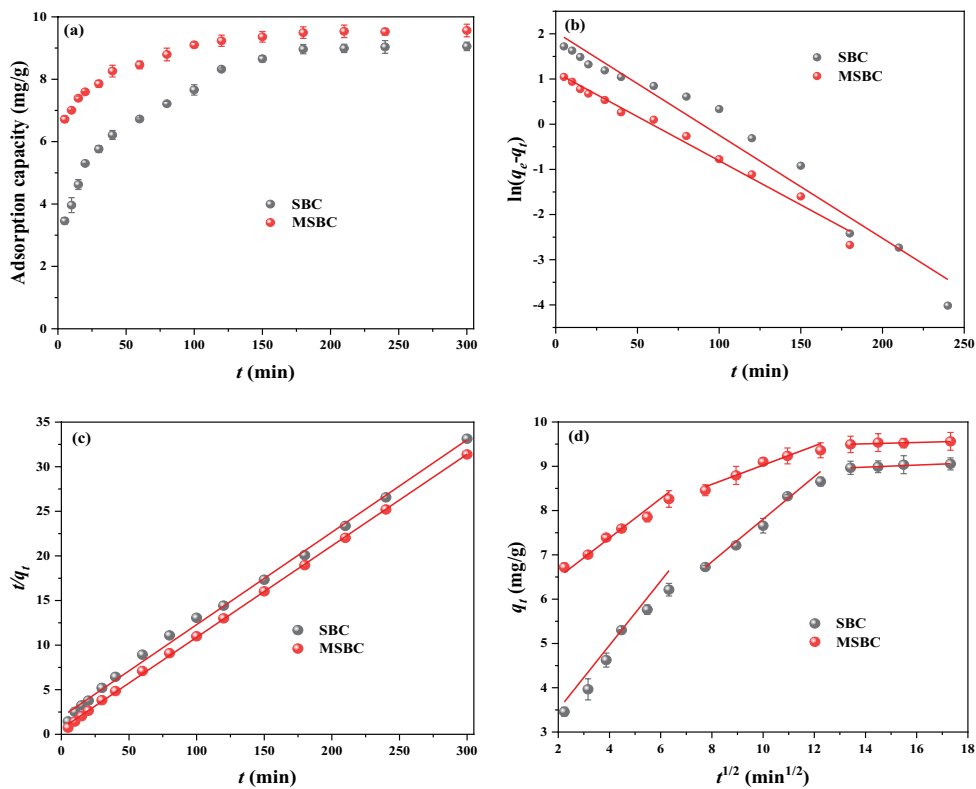 (a)
Adsorption capacity (mg/g)
10
8
6
4
2
0
SBC
MSBC
0 50 100 150 200 250 300
t (min)
(b)
ln(qe-qt)
2
1
0
-1
-2
-3
-4
SBC
MSBC
0 50 100 150 200 250
t (min)
(c)
t/qt
35
30
25
20
15
10
5
0
SBC
MSBC
0 50 100 150 200 250 300
t (min)
(d)
qt (mg/g)
10
9
8
7
6
5
4
3
SBC
MSBC
2 4 6 8 10 12 14 16 18
t1/2 (min1/2)